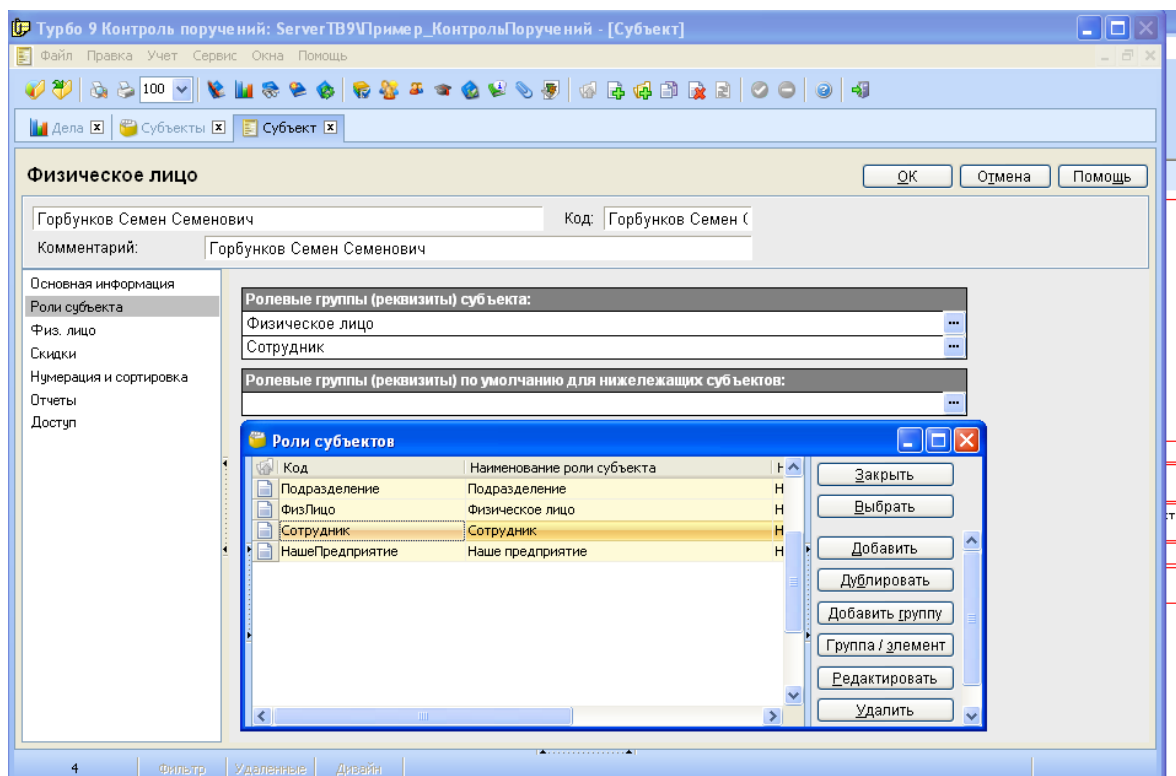 Турбо 9 Контроль поручений: ServerTB9\Пример_КонтрольПоручений - [Субъект]
Файл Правка Учет Сервис Окна Помощь
100
Дела Субъекты Субъект
Физическое лицо ОК Отмена Помощь
Горбунков Семен Семенович Код: Горбунков Семен С
Комментарий: Горбунков Семен Семенович
Основная информация
Роли субъекта
Физ. лицо
Скидки
Нумерация и сортировка
Отчеты
Доступ
Ролевые группы (реквизиты) субъекта:
Физическое лицо ...
Сотрудник ...
Ролевые группы (реквизиты) по умолчанию для нижележащих субъектов:
...
Роли субъектов
Код Наименование роли субъекта Н
Подразделение Подразделение Н
ФизЛицо Физическое лицо Н
Сотрудник Сотрудник Н
НашеПредприятие Наше предприятие Н
Закрыть
Выбрать
Добавить
Дублировать
Добавить группу
Группа / элемент
Редактировать
Удалить
4 Фильтр Удаленные Дизайн